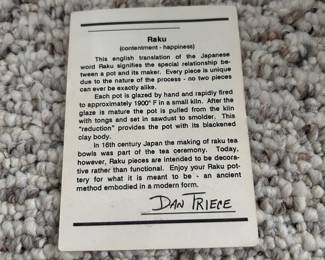 Raku
(contentment - happiness)
This english translation of the Japanese
word Raku signifies the special relationship be-
tween a pot and its maker. Every piece is unique
due to the nature of the process - no two pieces
can ever be exactly alike.
Each pot is glazed by hand and rapidly fired
to approximately 1900° F in a small kiln. After the
glaze is mature the pot is pulled from the kiln
with tongs and set in sawdust to smolder. This
"reduction" provides the pot with its blackened
clay body.
In 16th century Japan the making of raku tea
bowls was part of the tea ceremony. Today,
however, Raku pieces are intended to be decora-
tive rather than functional. Enjoy your Raku pot-
tery for what it is meant to be - an ancient
method embodied in a modern form.
DAN TRIECE